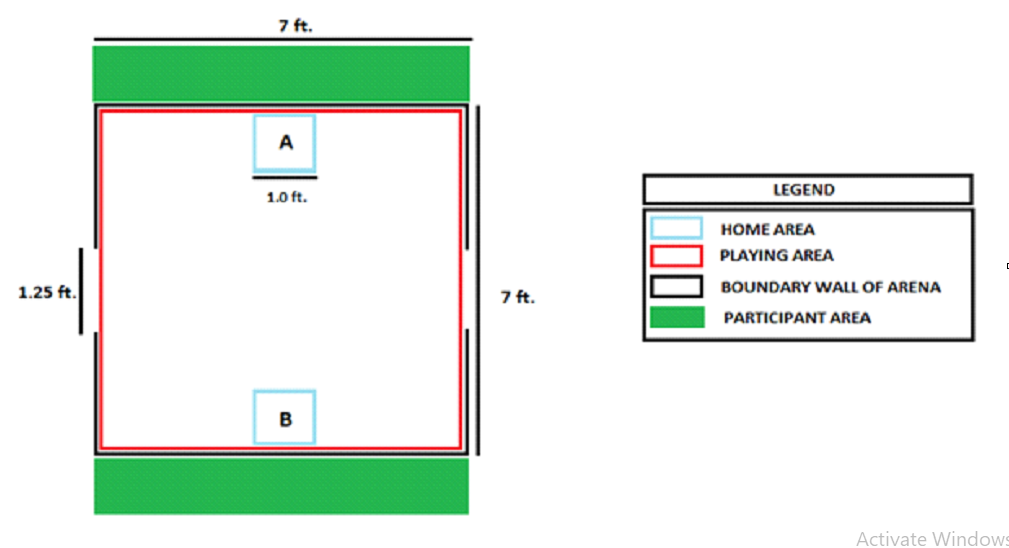 7 ft.
A
1.0 ft.
1.25 ft.
7 ft.
B
LEGEND
HOME AREA
PLAYING AREA
BOUNDARY WALL OF ARENA
PARTICIPANT AREA
Activate Windows